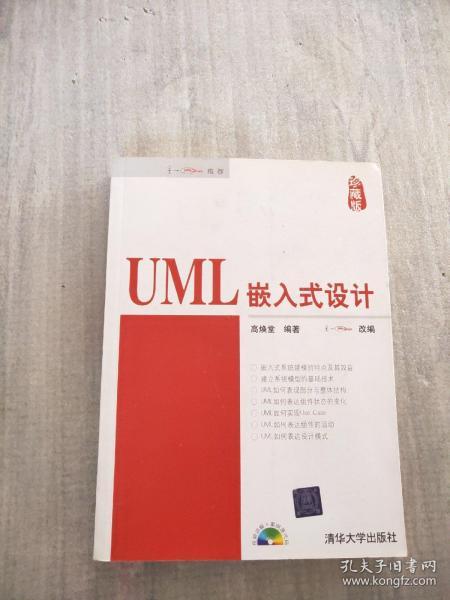 推荐
珍藏版
UML 嵌入式设计
高焕堂 编著 改编
嵌入式系统建模的特点及其效益
建立系统模型的基础技术
UML如何表现部分与整体结构
UML如何表达组件状态的变化
UML如何实现Use Case
UML如何表达组件的互动
UML如何表达设计模式
清华大学出版社
孔夫子旧书网
www.kongfz.com